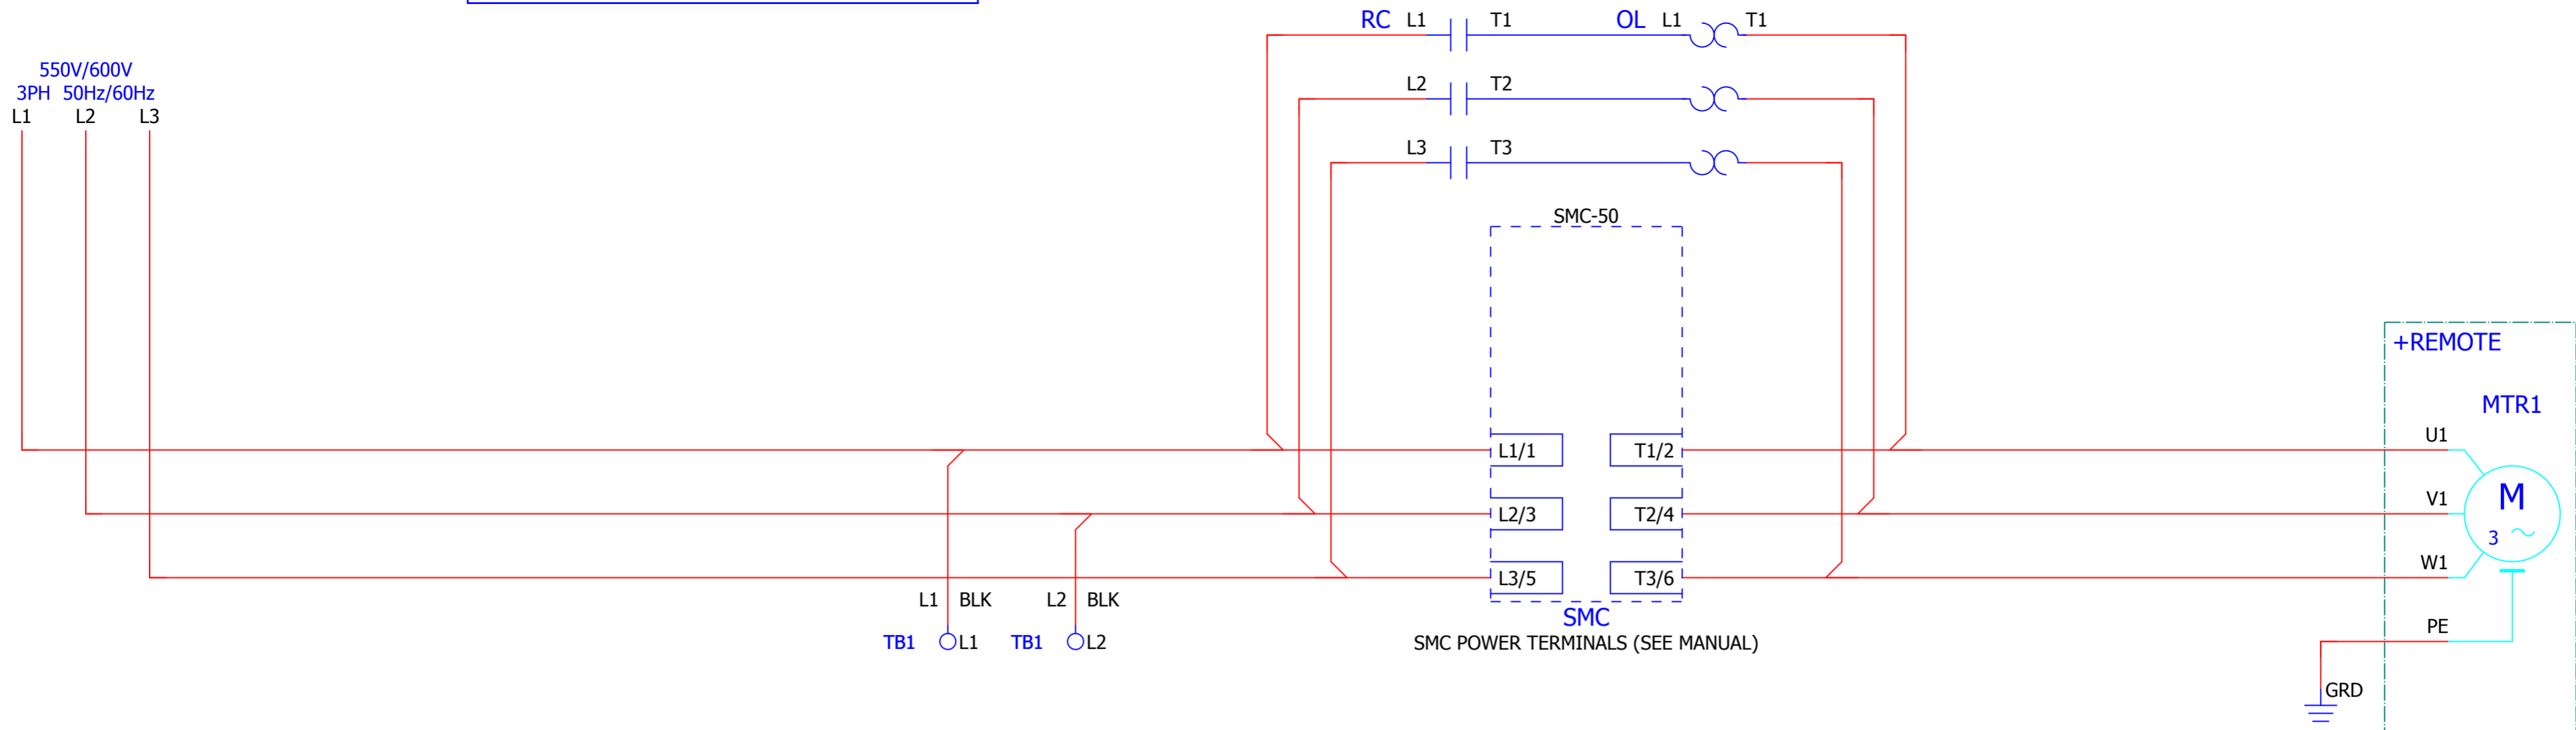 RC L1 T1 OL L1 T1
550V/600V
3PH 50Hz/60Hz
L1 L2 L3
L2 T2
L3 T3
SMC-50
+REMOTE
MTR1
L1/1 T1/2 U1
L2/3 T2/4 V1
M
3
L3/5 T3/6 W1
L1 BLK L2 BLK
SMC
PE
TB1 L1 TB1 L2
SMC POWER TERMINALS (SEE MANUAL)
GRD